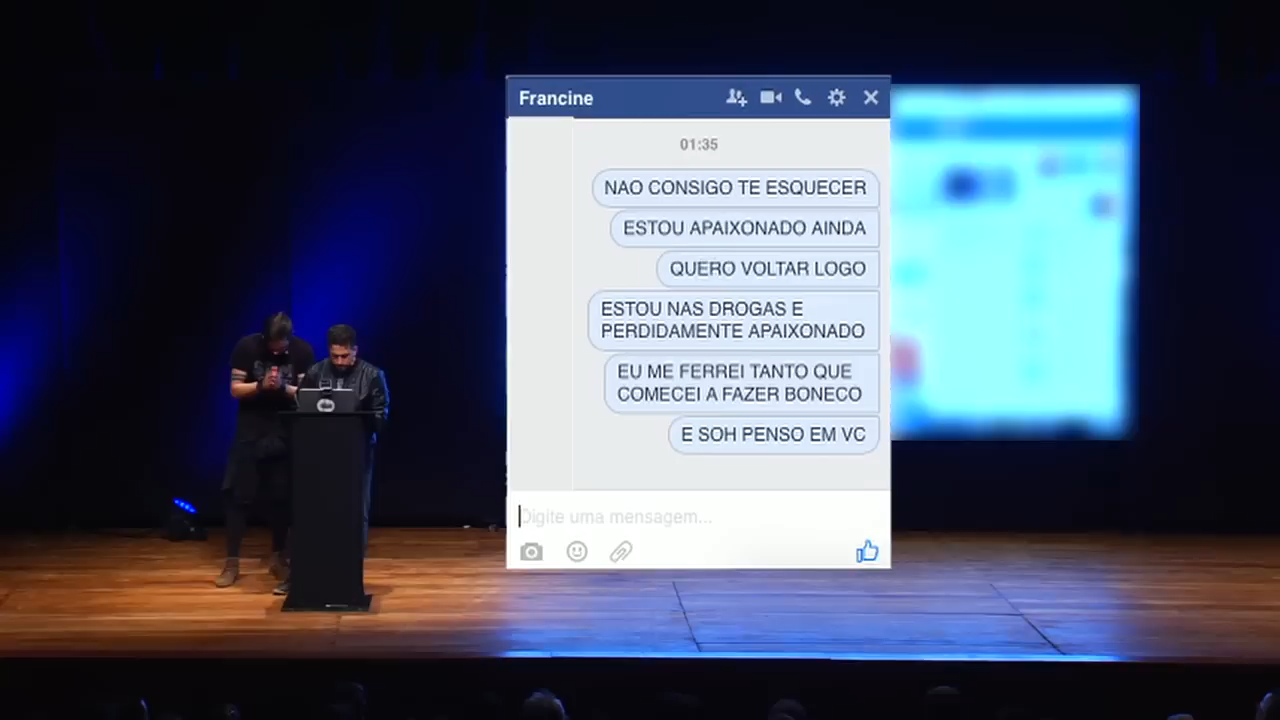 Francine
01:35
NAO CONSIGO TE ESQUECER
ESTOU APAIXONADO AINDA
QUERO VOLTAR LOGO
ESTOU NAS DROGAS E
PERDIDAMENTE APAIXONADO
EU ME FERREI TANTO QUE
COMECEI A FAZER BONECO
E SOH PENSO EM VC
Digite uma mensagem...